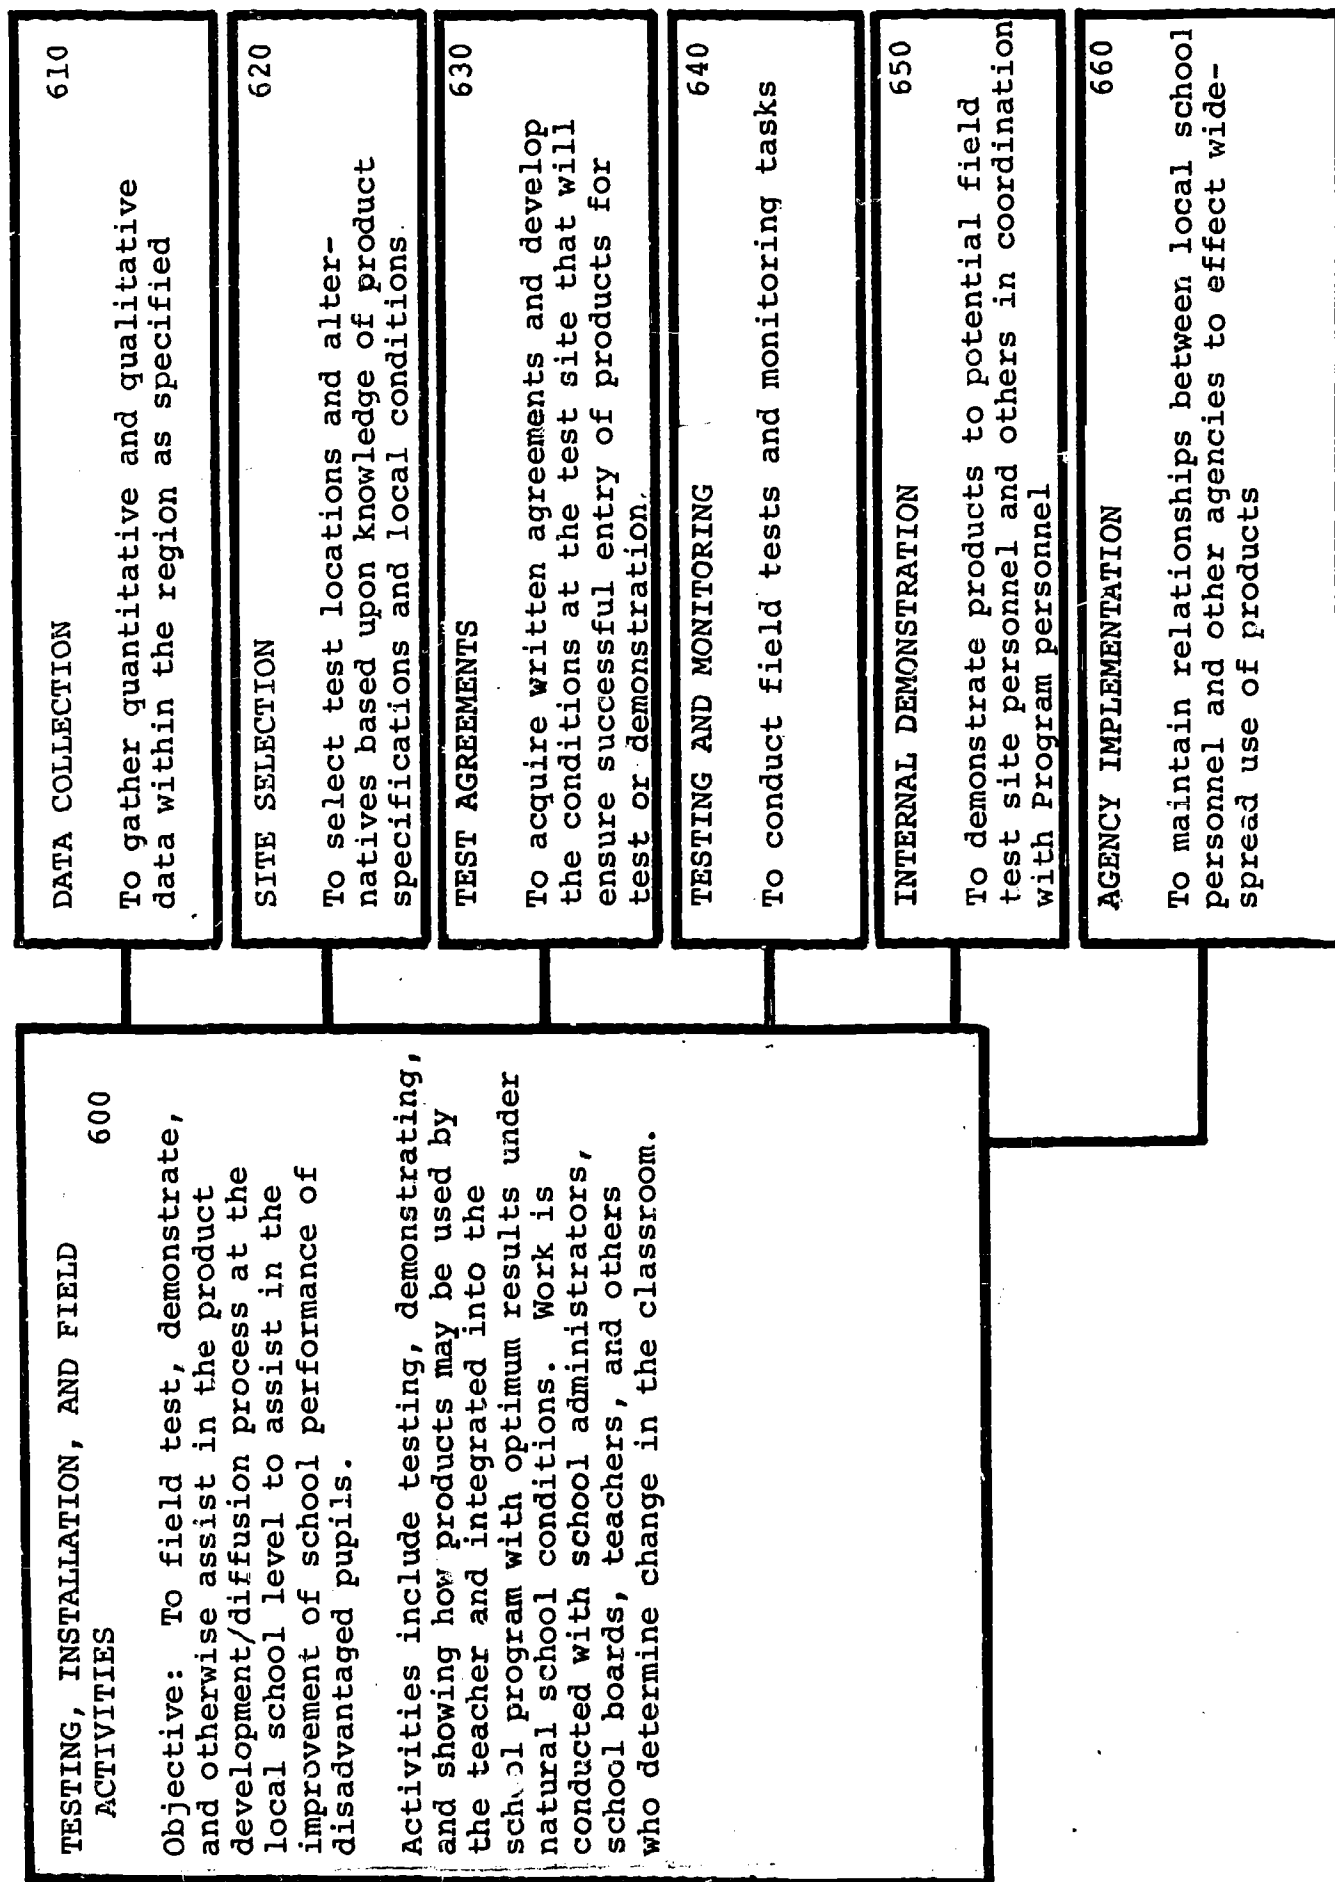 TESTING, INSTALLATION, AND FIELD
ACTIVITIES 600
Objective: To field test, demonstrate,
and otherwise assist in the product
development/diffusion process at the
local school level to assist in the
improvement of school performance of
disadvantaged pupils.
Activities include testing, demonstrating,
and showing how products may be used by
the teacher and integrated into the
school program with optimum results under
natural school conditions. Work is
conducted with school administrators,
school boards, teachers, and others
who determine change in the classroom.
DATA COLLECTION 610
To gather quantitative and qualitative
data within the region as specified
SITE SELECTION 620
To select test locations and alter-
natives based upon knowledge of product
specifications and local conditions.
TEST AGREEMENTS 630
To acquire written agreements and develop
the conditions at the test site that will
ensure successful entry of products for
test or demonstration.
TESTING AND MONITORING 640
To conduct field tests and monitoring tasks
INTERNAL DEMONSTRATION 650
To demonstrate products to potential field
test site personnel and others in coordination
with Program personnel
AGENCY IMPLEMENTATION 660
To maintain relationships between local school
personnel and other agencies to effect wide-
spread use of products